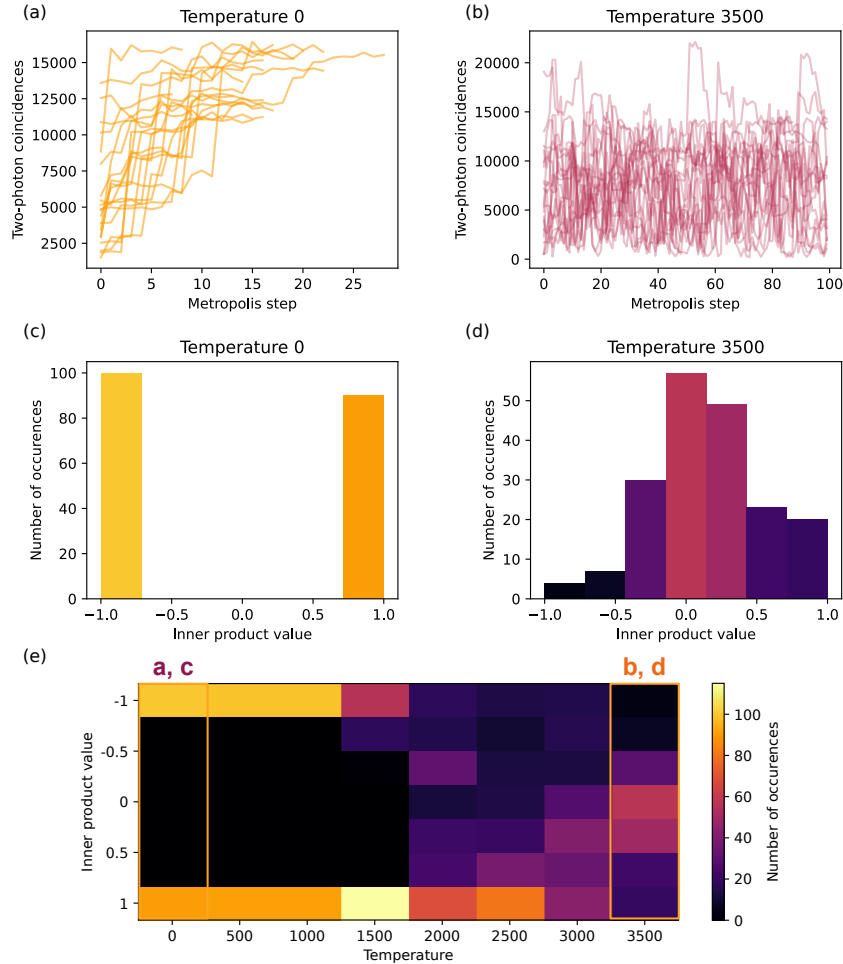 (a)
Temperature 0
Two-photon coincidences
15000
12500
10000
7500
5000
2500
0 5 10 15 20 25
Metropolis step
(b)
Temperature 3500
Two-photon coincidences
20000
15000
10000
5000
0
0 20 40 60 80 100
Metropolis step
(c)
Temperature 0
Number of occurences
100
80
60
40
20
0
−1.0 −0.5 0.0 0.5 1.0
Inner product value
(d)
Temperature 3500
Number of occurences
50
40
30
20
10
0
−1.0 −0.5 0.0 0.5 1.0
Inner product value
(e)
a, c
b, d
Inner product value
-1
-0.5
0
0.5
1
0 500 1000 1500 2000 2500 3000 3500
Temperature
100
80
60
40
20
0
Number of occurences